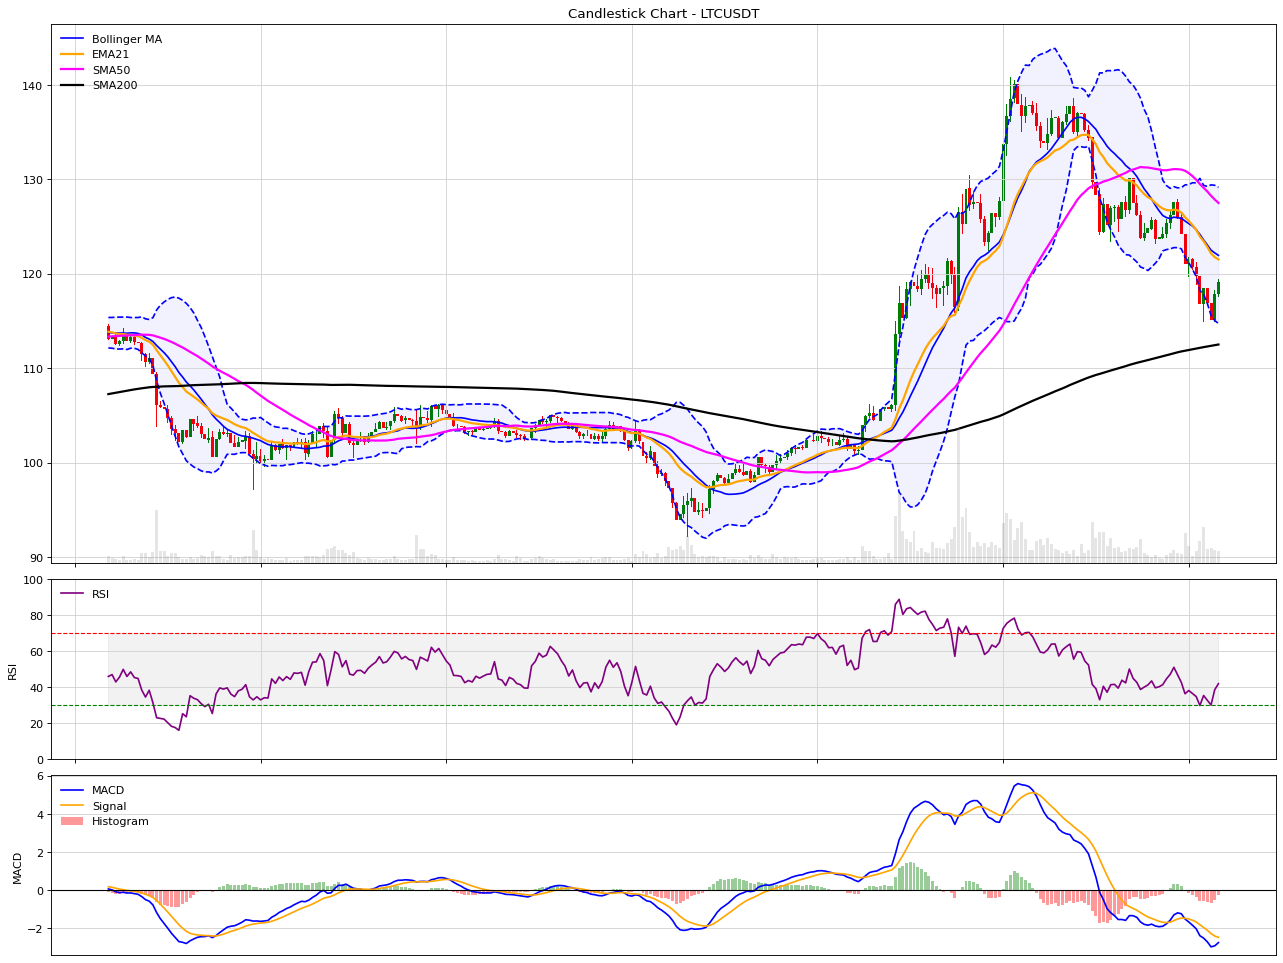 Candlestick Chart - LTCUSDT
Bollinger MA
EMA21
SMA50
SMA200
140
130
120
110
100
90
RSI
100
80
60
40
20
0
RSI
MACD
Signal
Histogram
6
4
2
0
−2
MACD